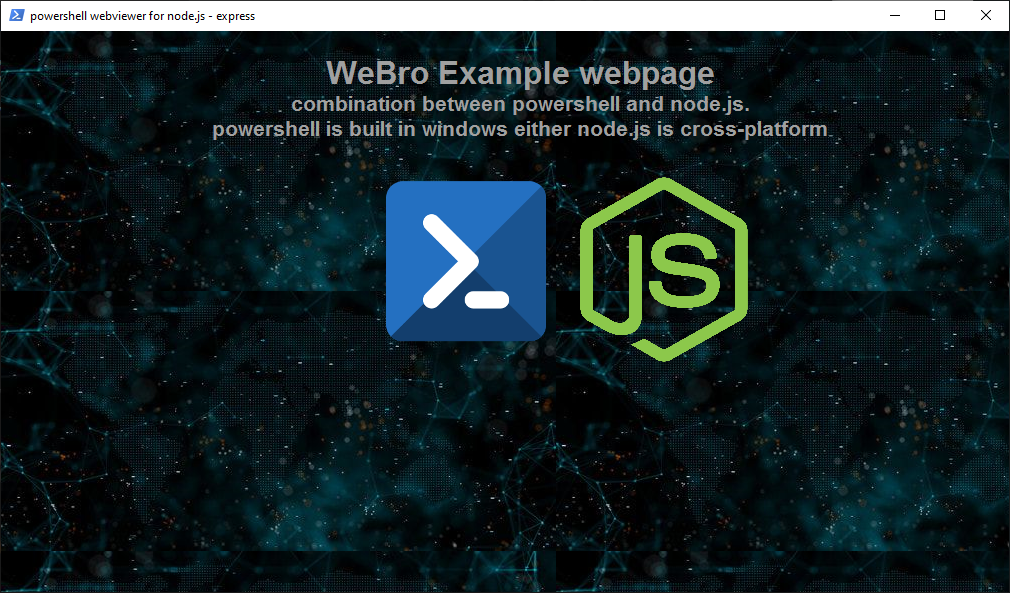 powershell webviewer for node.js - express
WeBro Example webpage
combination between powershell and node.js.
powershell is built in windows either node.js is cross-platform.
JS